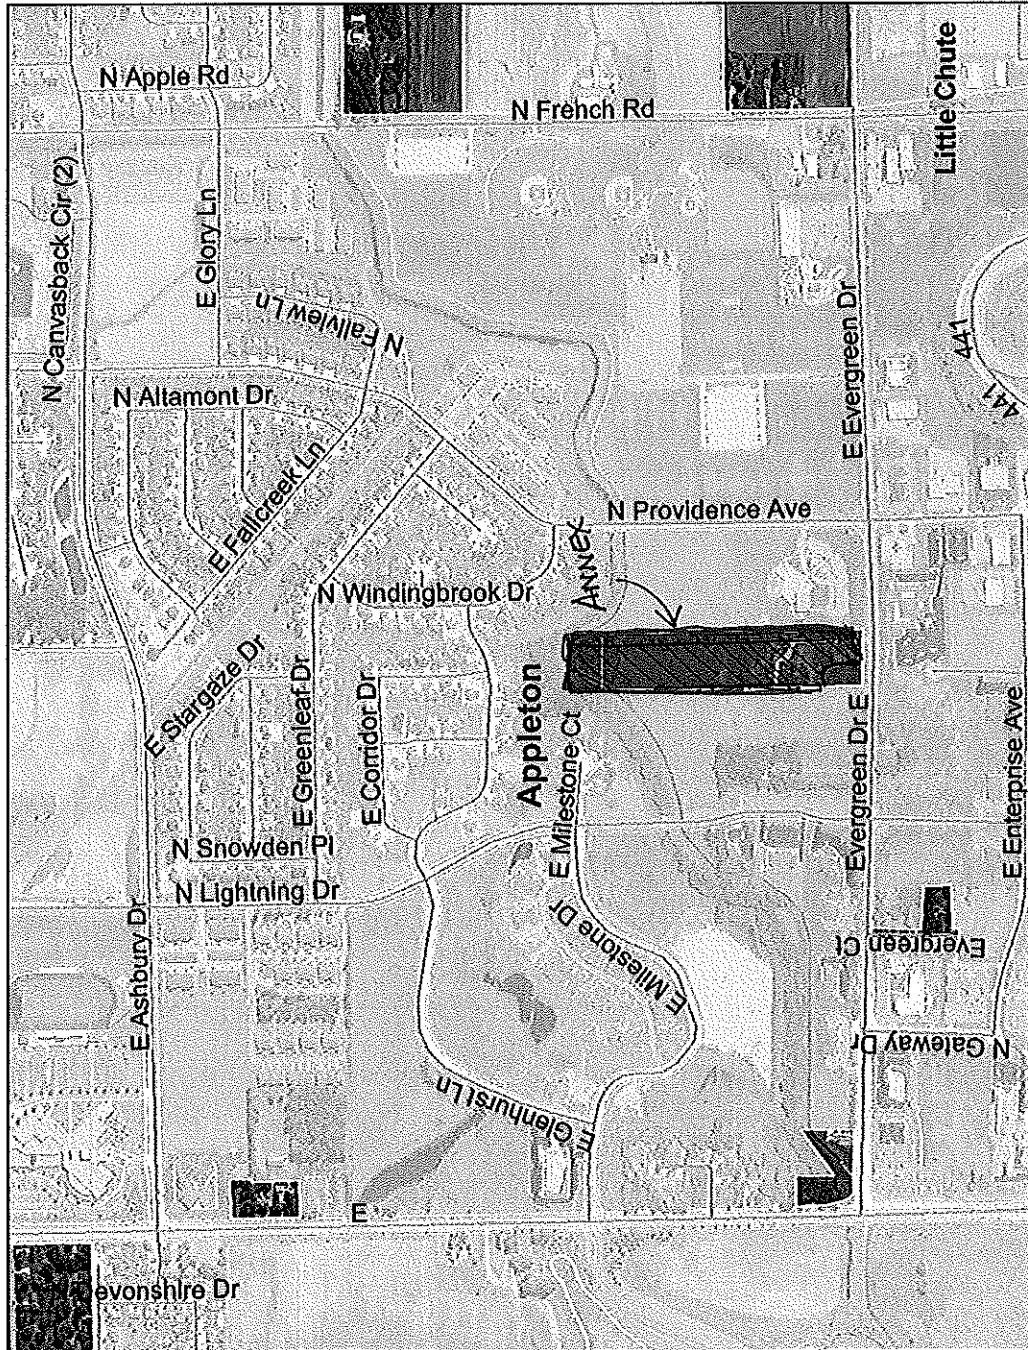 N Apple Rd
N French Rd
Little Chute
N Canvasback Cir (2)
E Glory Ln
N Fallview Ln
N Altamont Dr
E Fallcreek Ln
E Evergreen Dr
441
441
N Providence Ave
N Windingbrook Dr
Annex
E Stargaze Dr
E Greenleaf Dr
E Corridor Dr
Appleton
E Milestone Ct
Evergreen Dr E
E Enterprise Ave
N Snowden Pl
N Lightning Dr
E Ashbury Dr
E Milestone Dr
Evergreen Ct
N Gateway Dr
E Glenhurst Ln
E
Devonshire Dr